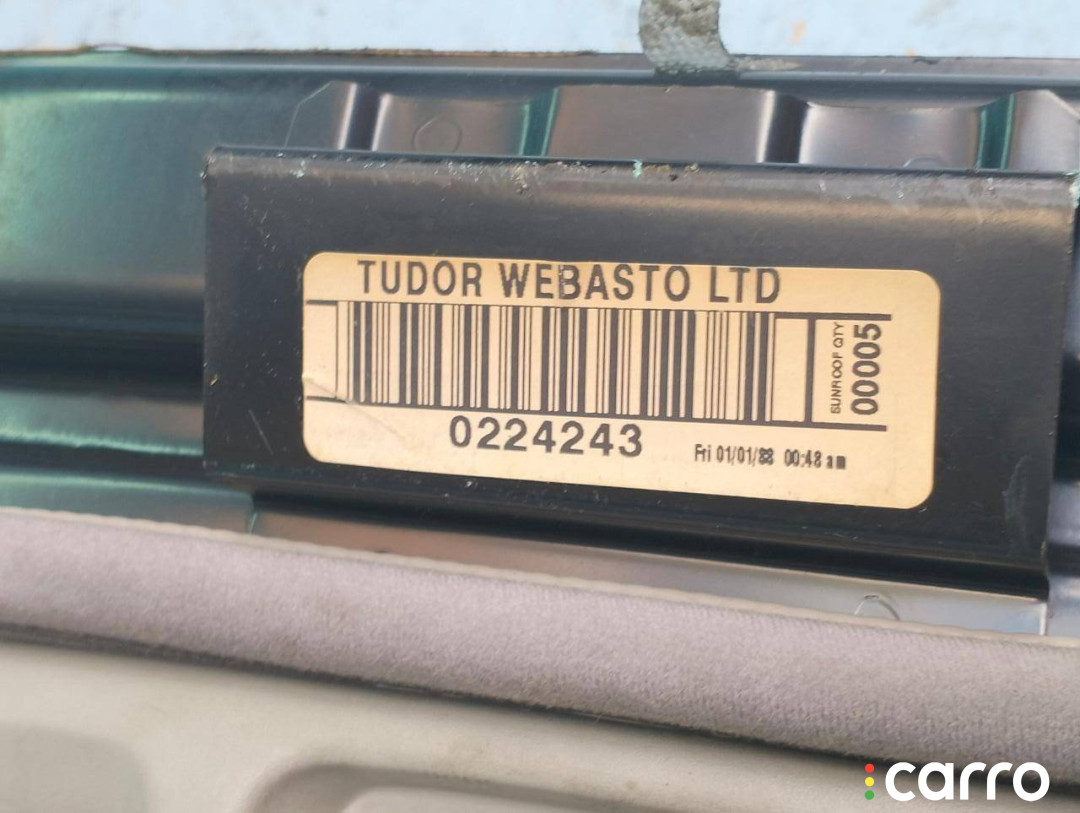 TUDOR WEBASTO LTD
SUNROOF QTY
00005
0224243
Fri 01/01/88 00:48 am
carro